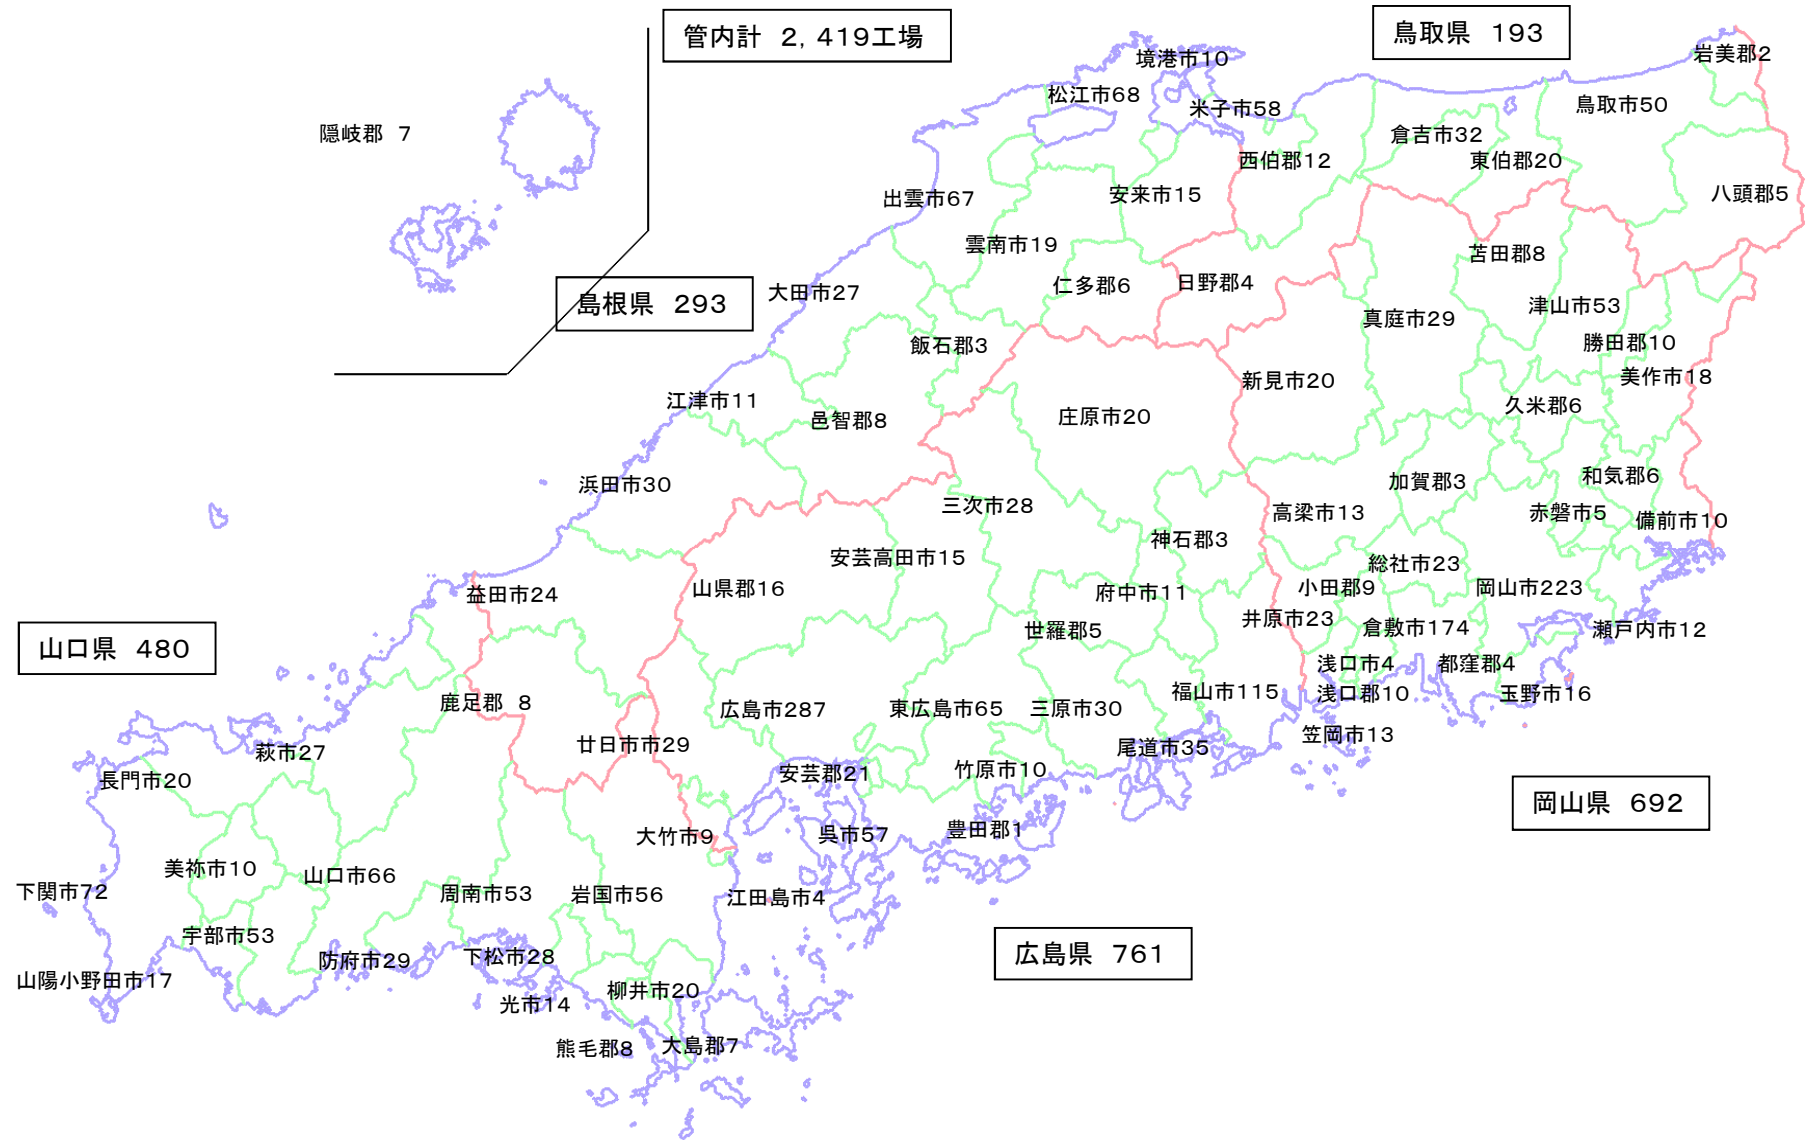 管内計　2，419工場
鳥取県　193
岩美郡2
境港市10
松江市68
米子市58
鳥取市50
隠岐郡　7
倉吉市32
西伯郡12
東伯郡20
出雲市67
安来市15
八頭郡5
雲南市19
苫田郡8
仁多郡6
日野郡4
島根県　293
大田市27
真庭市29
津山市53
飯石郡3
勝田郡10
新見市20
美作市18
江津市11
邑智郡8
庄原市20
久米郡6
浜田市30
三次市28
加賀郡3
和気郡6
高梁市13
赤磐市5
備前市10
神石郡3
安芸高田市15
総社市23
益田市24
山県郡16
府中市11
小田郡9
岡山市223
井原市23
世羅郡5
倉敷市174
瀬戸内市12
山口県　480
浅口市4
都窪郡4
鹿足郡　8
福山市115
浅口郡10
玉野市16
広島市287
東広島市65
三原市30
萩市27
廿日市市29
尾道市35
笠岡市13
長門市20
安芸郡21
竹原市10
岡山県　692
大竹市9
呉市57
豊田郡1
美祢市10
山口市66
下関市72
周南市53
岩国市56
江田島市4
宇部市53
防府市29
下松市28
広島県　761
山陽小野田市17
光市14
柳井市20
熊毛郡8
大島郡7